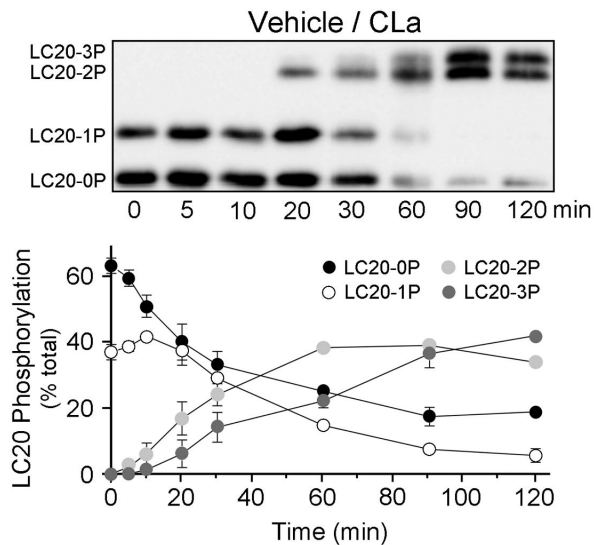 Vehicle / CLa
LC20-3P
LC20-2P
LC20-1P
LC20-0P
0 5 10 20 30 60 90 120 min
LC20-0P LC20-2P
LC20-1P LC20-3P
LC20 Phosphorylation
(% total)
60
40
20
0
0 20 40 60 80 100 120
Time (min)